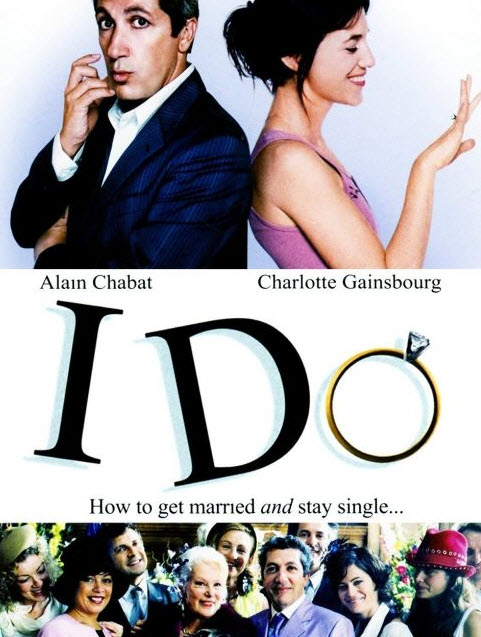 Alain Chabat Charlotte Gainsbourg
I DO
How to get married and stay single...